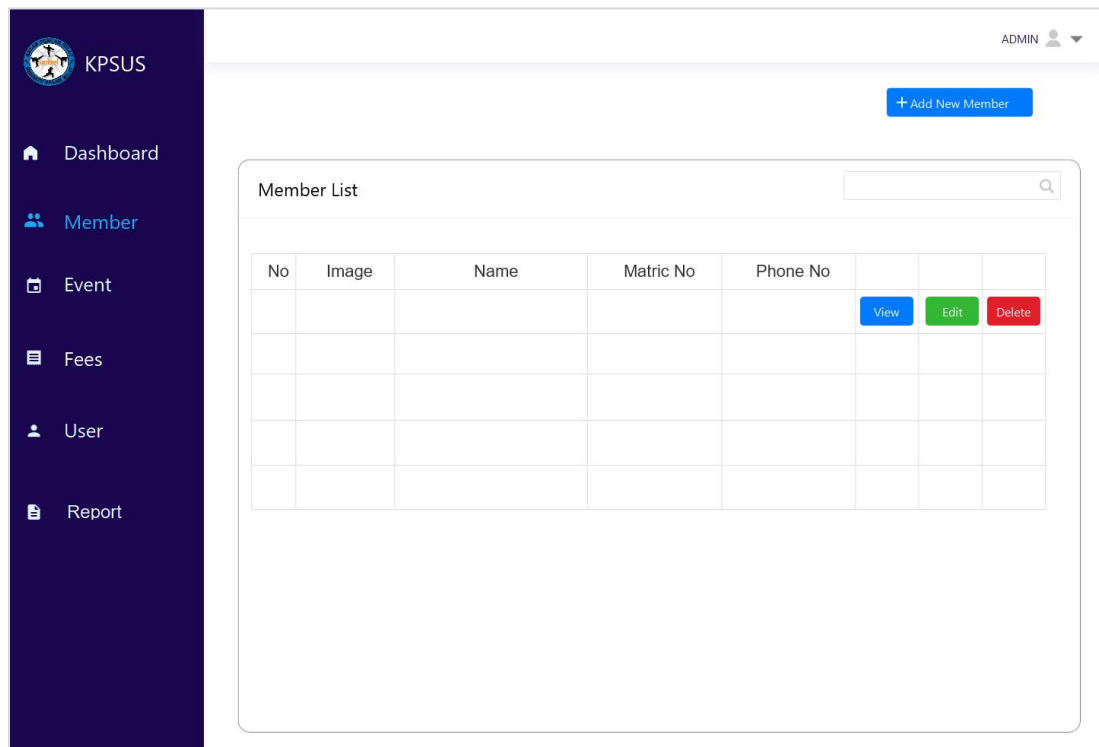 KPSUS
ADMIN
Dashboard
Member
Event
Fees
User
Report
+ Add New Member
Member List
No Image Name Matric No Phone No
View Edit Delete